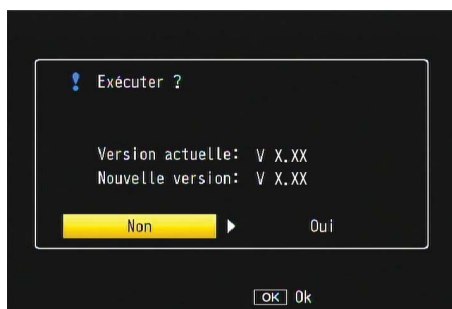 Exécuter ?
Version actuelle: V X.XX
Nouvelle version: V X.XX
Non Oui
OK Ok